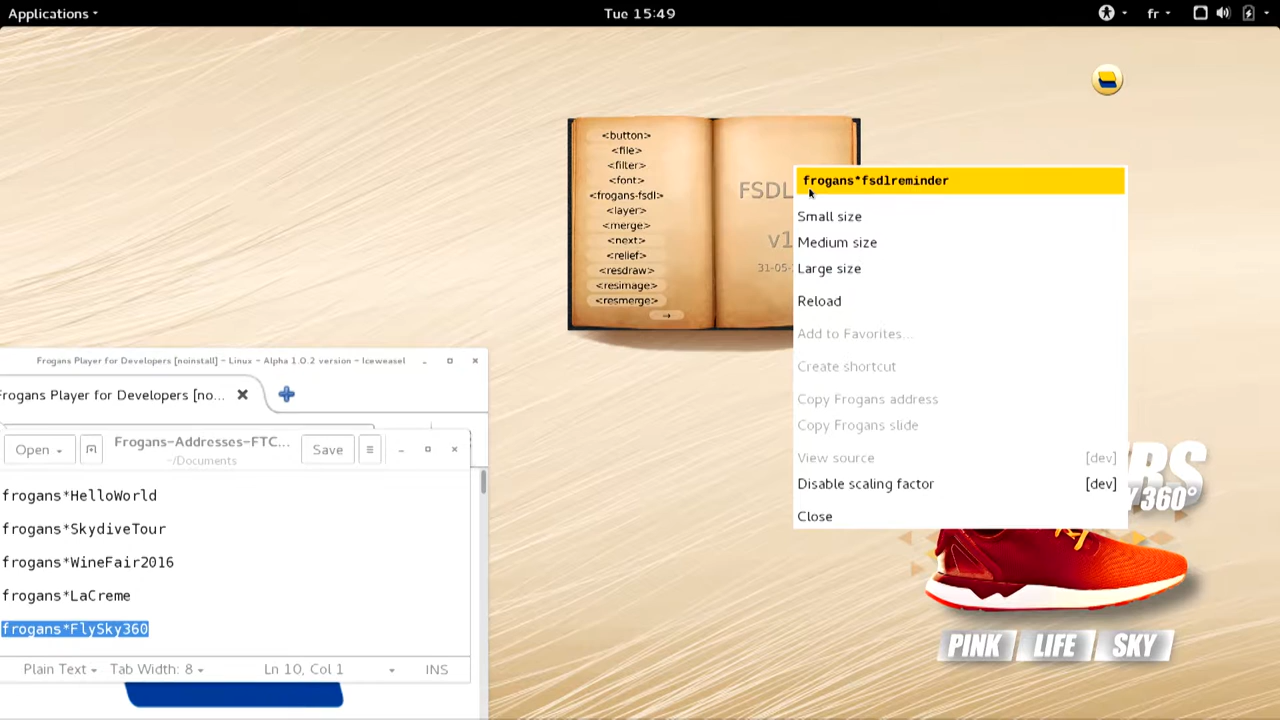 Applications
Tue 15:49
fr
<button>
<file>
<filter>
<font>
<frogans-fsdl>
<layer>
<merge>
<next>
<relief>
<resdraw>
<resimage>
<resmerge>
→
FSDL
v1
31-05-
frogans*fsdlreminder
Small size
Medium size
Large size
Reload
Add to Favorites...
Create shortcut
Copy Frogans address
Copy Frogans slide
View source [dev]
Disable scaling factor [dev]
Close
Frogans Player for Developers [noinstall] - Linux - Alpha 1.0.2 version - Iceweasel
Frogans Player for Developers [no...
Open
Frogans-Addresses-FTC...
~/Documents
Save
frogans*HelloWorld
frogans*SkydiveTour
frogans*WineFair2016
frogans*LaCreme
frogans*FlySky360
Plain Text Tab Width: 8 Ln 10, Col 1 INS
360°
PINK LIFE SKY